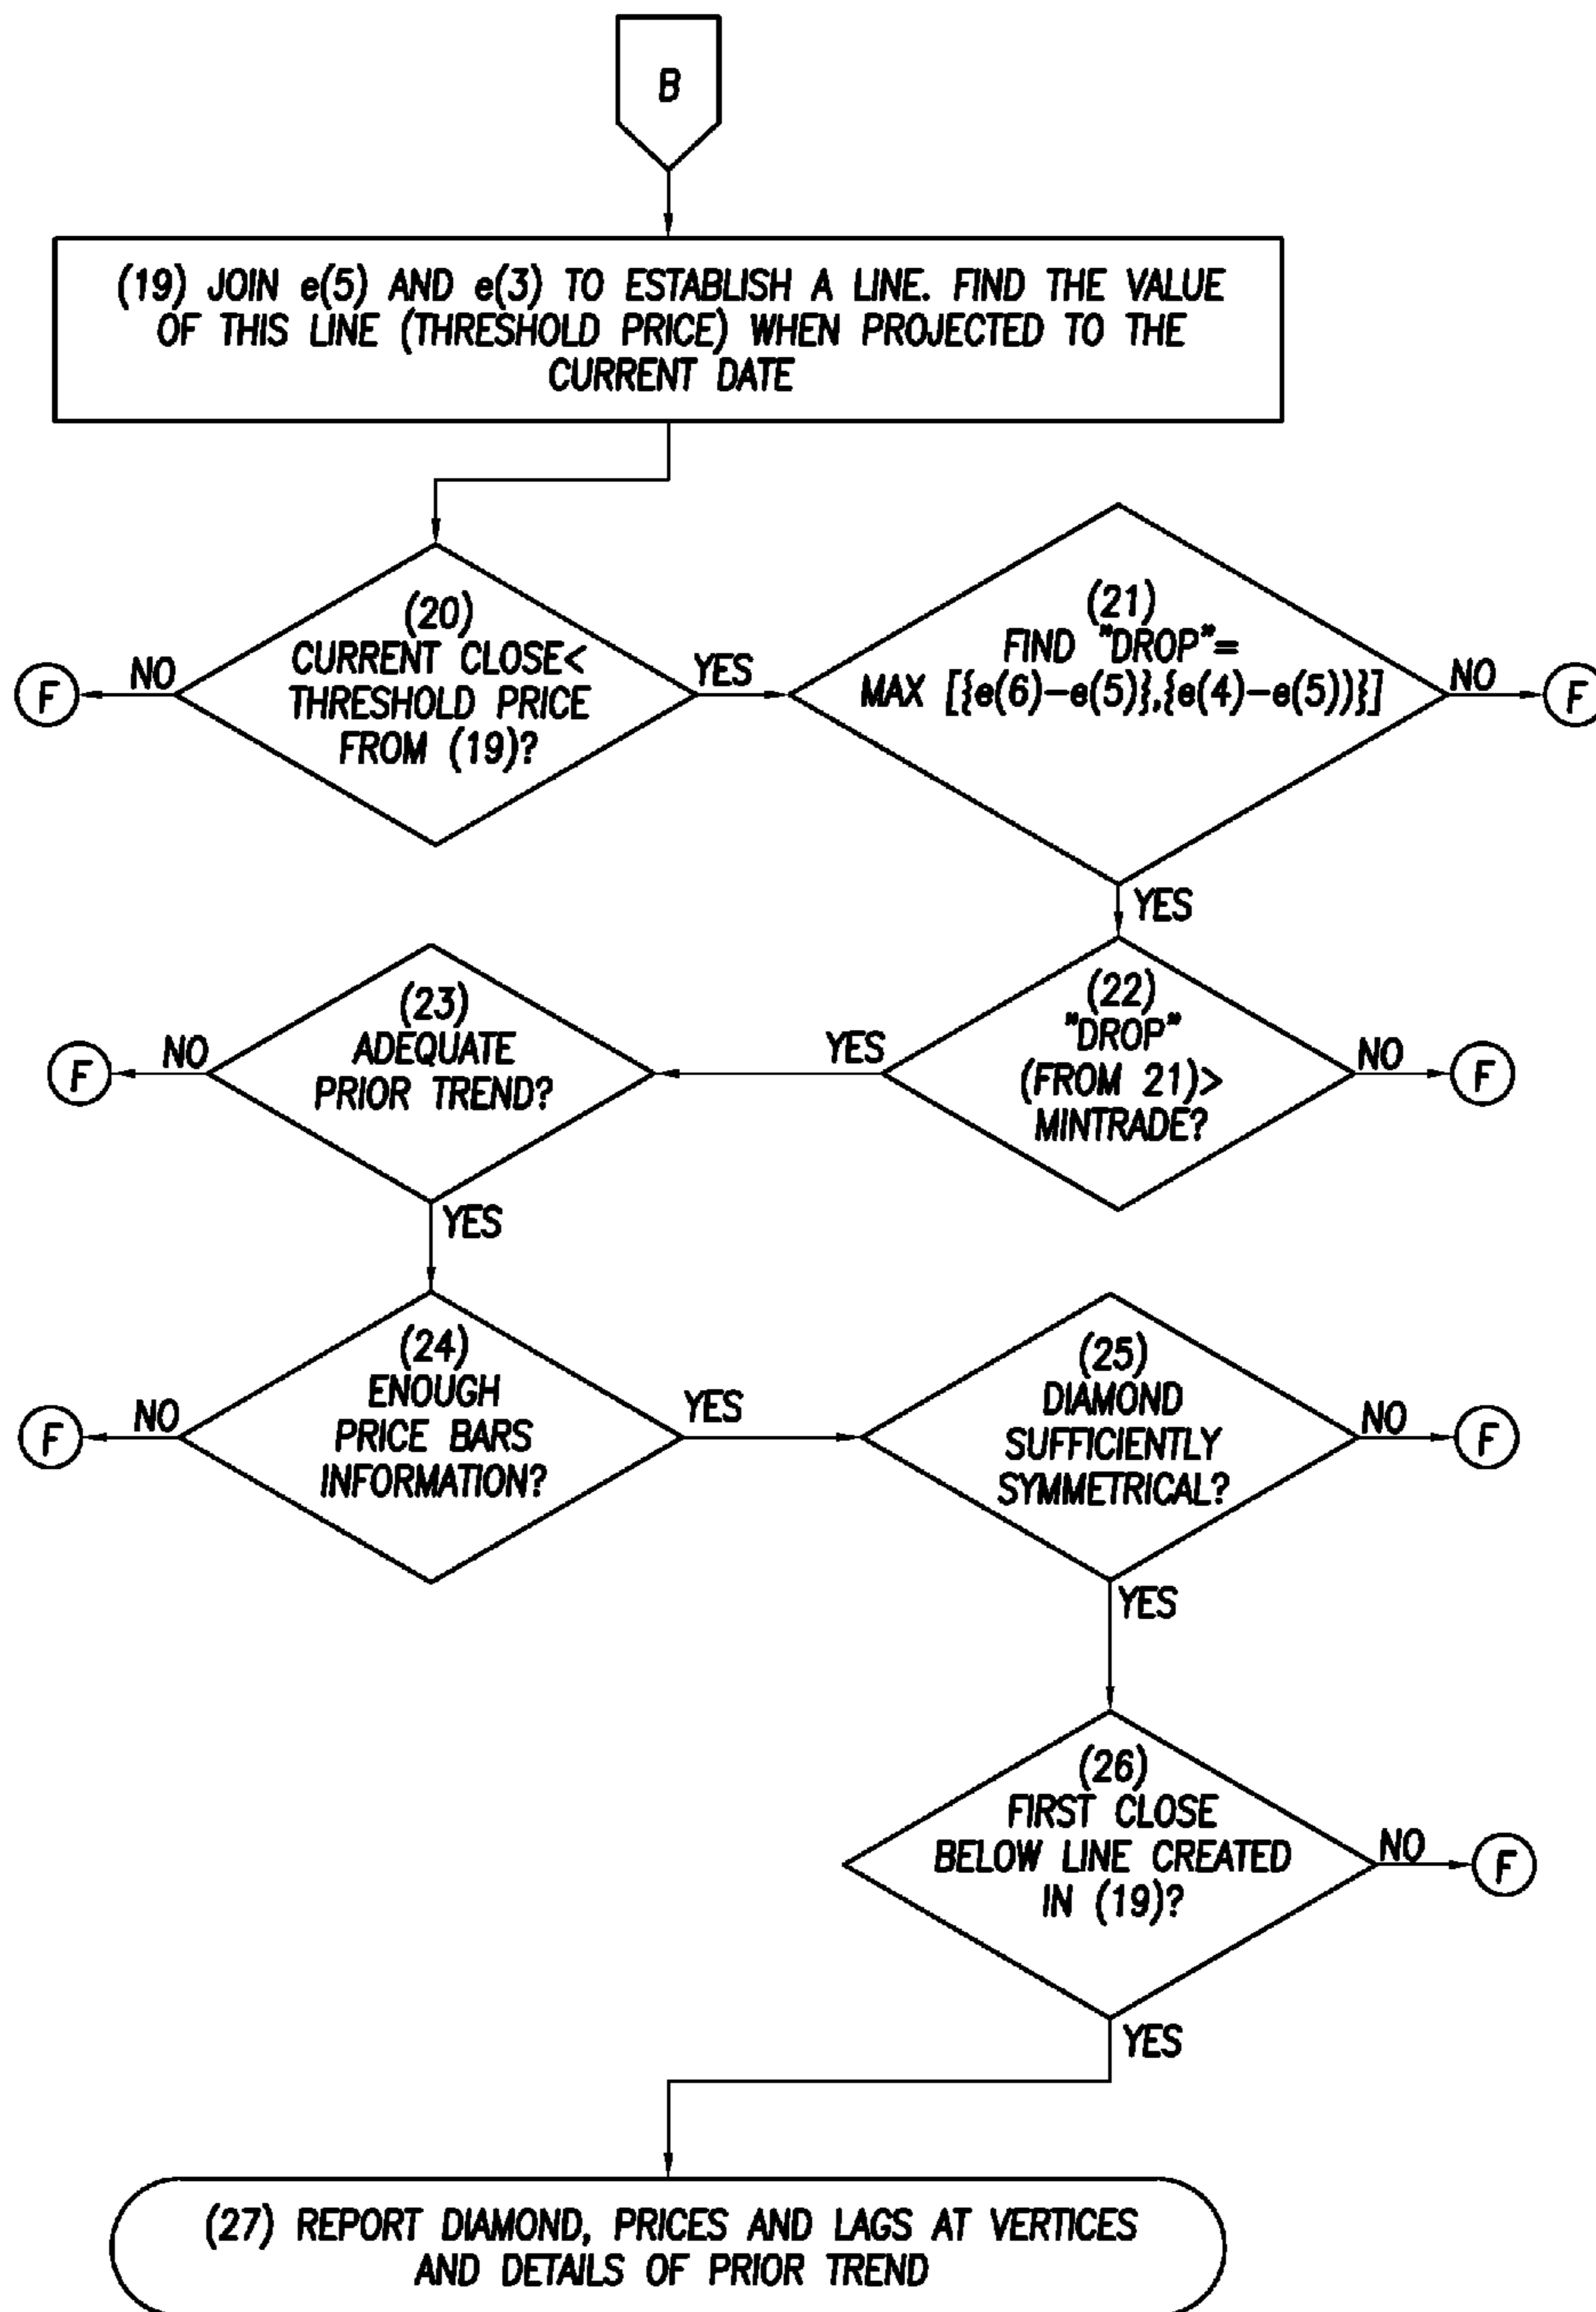 B
(19) JOIN e(5) AND e(3) TO ESTABLISH A LINE. FIND THE VALUE
OF THIS LINE (THRESHOLD PRICE) WHEN PROJECTED TO THE
CURRENT DATE
(20)
CURRENT CLOSE<
THRESHOLD PRICE
FROM (19)?
NO
F
YES
(21)
FIND "DROP"=
MAX [{e(6)-e(5)},{e(4)-e(5))}]
NO
F
YES
(22)
"DROP"
(FROM 21)>
MINTRADE?
NO
F
YES
(23)
ADEQUATE
PRIOR TREND?
NO
F
YES
(24)
ENOUGH
PRICE BARS
INFORMATION?
NO
F
YES
(25)
DIAMOND
SUFFICIENTLY
SYMMETRICAL?
NO
F
YES
(26)
FIRST CLOSE
BELOW LINE CREATED
IN (19)?
NO
F
YES
(27) REPORT DIAMOND, PRICES AND LAGS AT VERTICES
AND DETAILS OF PRIOR TREND